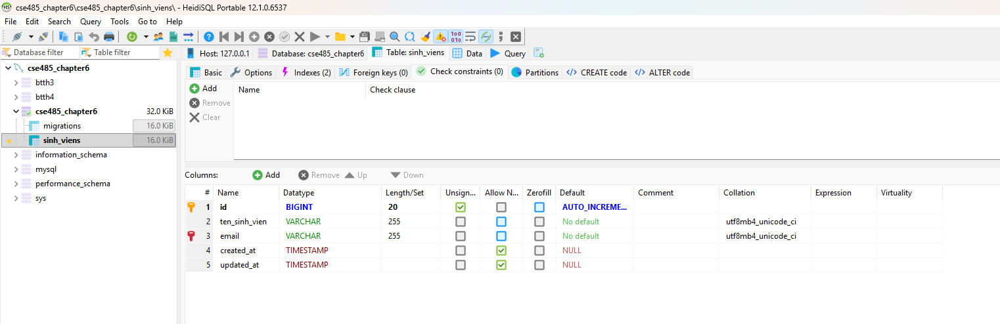 cse485_chapter6\cse485_chapter6\sinh_viens\ - HeidiSQL Portable 12.1.0.6537
File Edit Search Query Tools Go to Help
Database filter Table filter Host: 127.0.0.1 Database: cse485_chapter6 Table: sinh_viens Data Query
cse485_chapter6
btth3
btth4
cse485_chapter6 32.0 KiB
migrations 16.0 KiB
sinh_viens 16.0 KiB
information_schema
mysql
performance_schema
sys
Basic Options Indexes (2) Foreign keys (0) Check constraints (0) Partitions CREATE code ALTER code
Add Name Check clause
Remove
Clear
Columns: Add Remove Up Down
# Name Datatype Length/Set Unsign... Allow N... Zerofill Default Comment Collation Expression Virtuality
1 id BIGINT 20 AUTO_INCREME...
2 ten_sinh_vien VARCHAR 255 No default utf8mb4_unicode_ci
3 email VARCHAR 255 No default utf8mb4_unicode_ci
4 created_at TIMESTAMP NULL
5 updated_at TIMESTAMP NULL